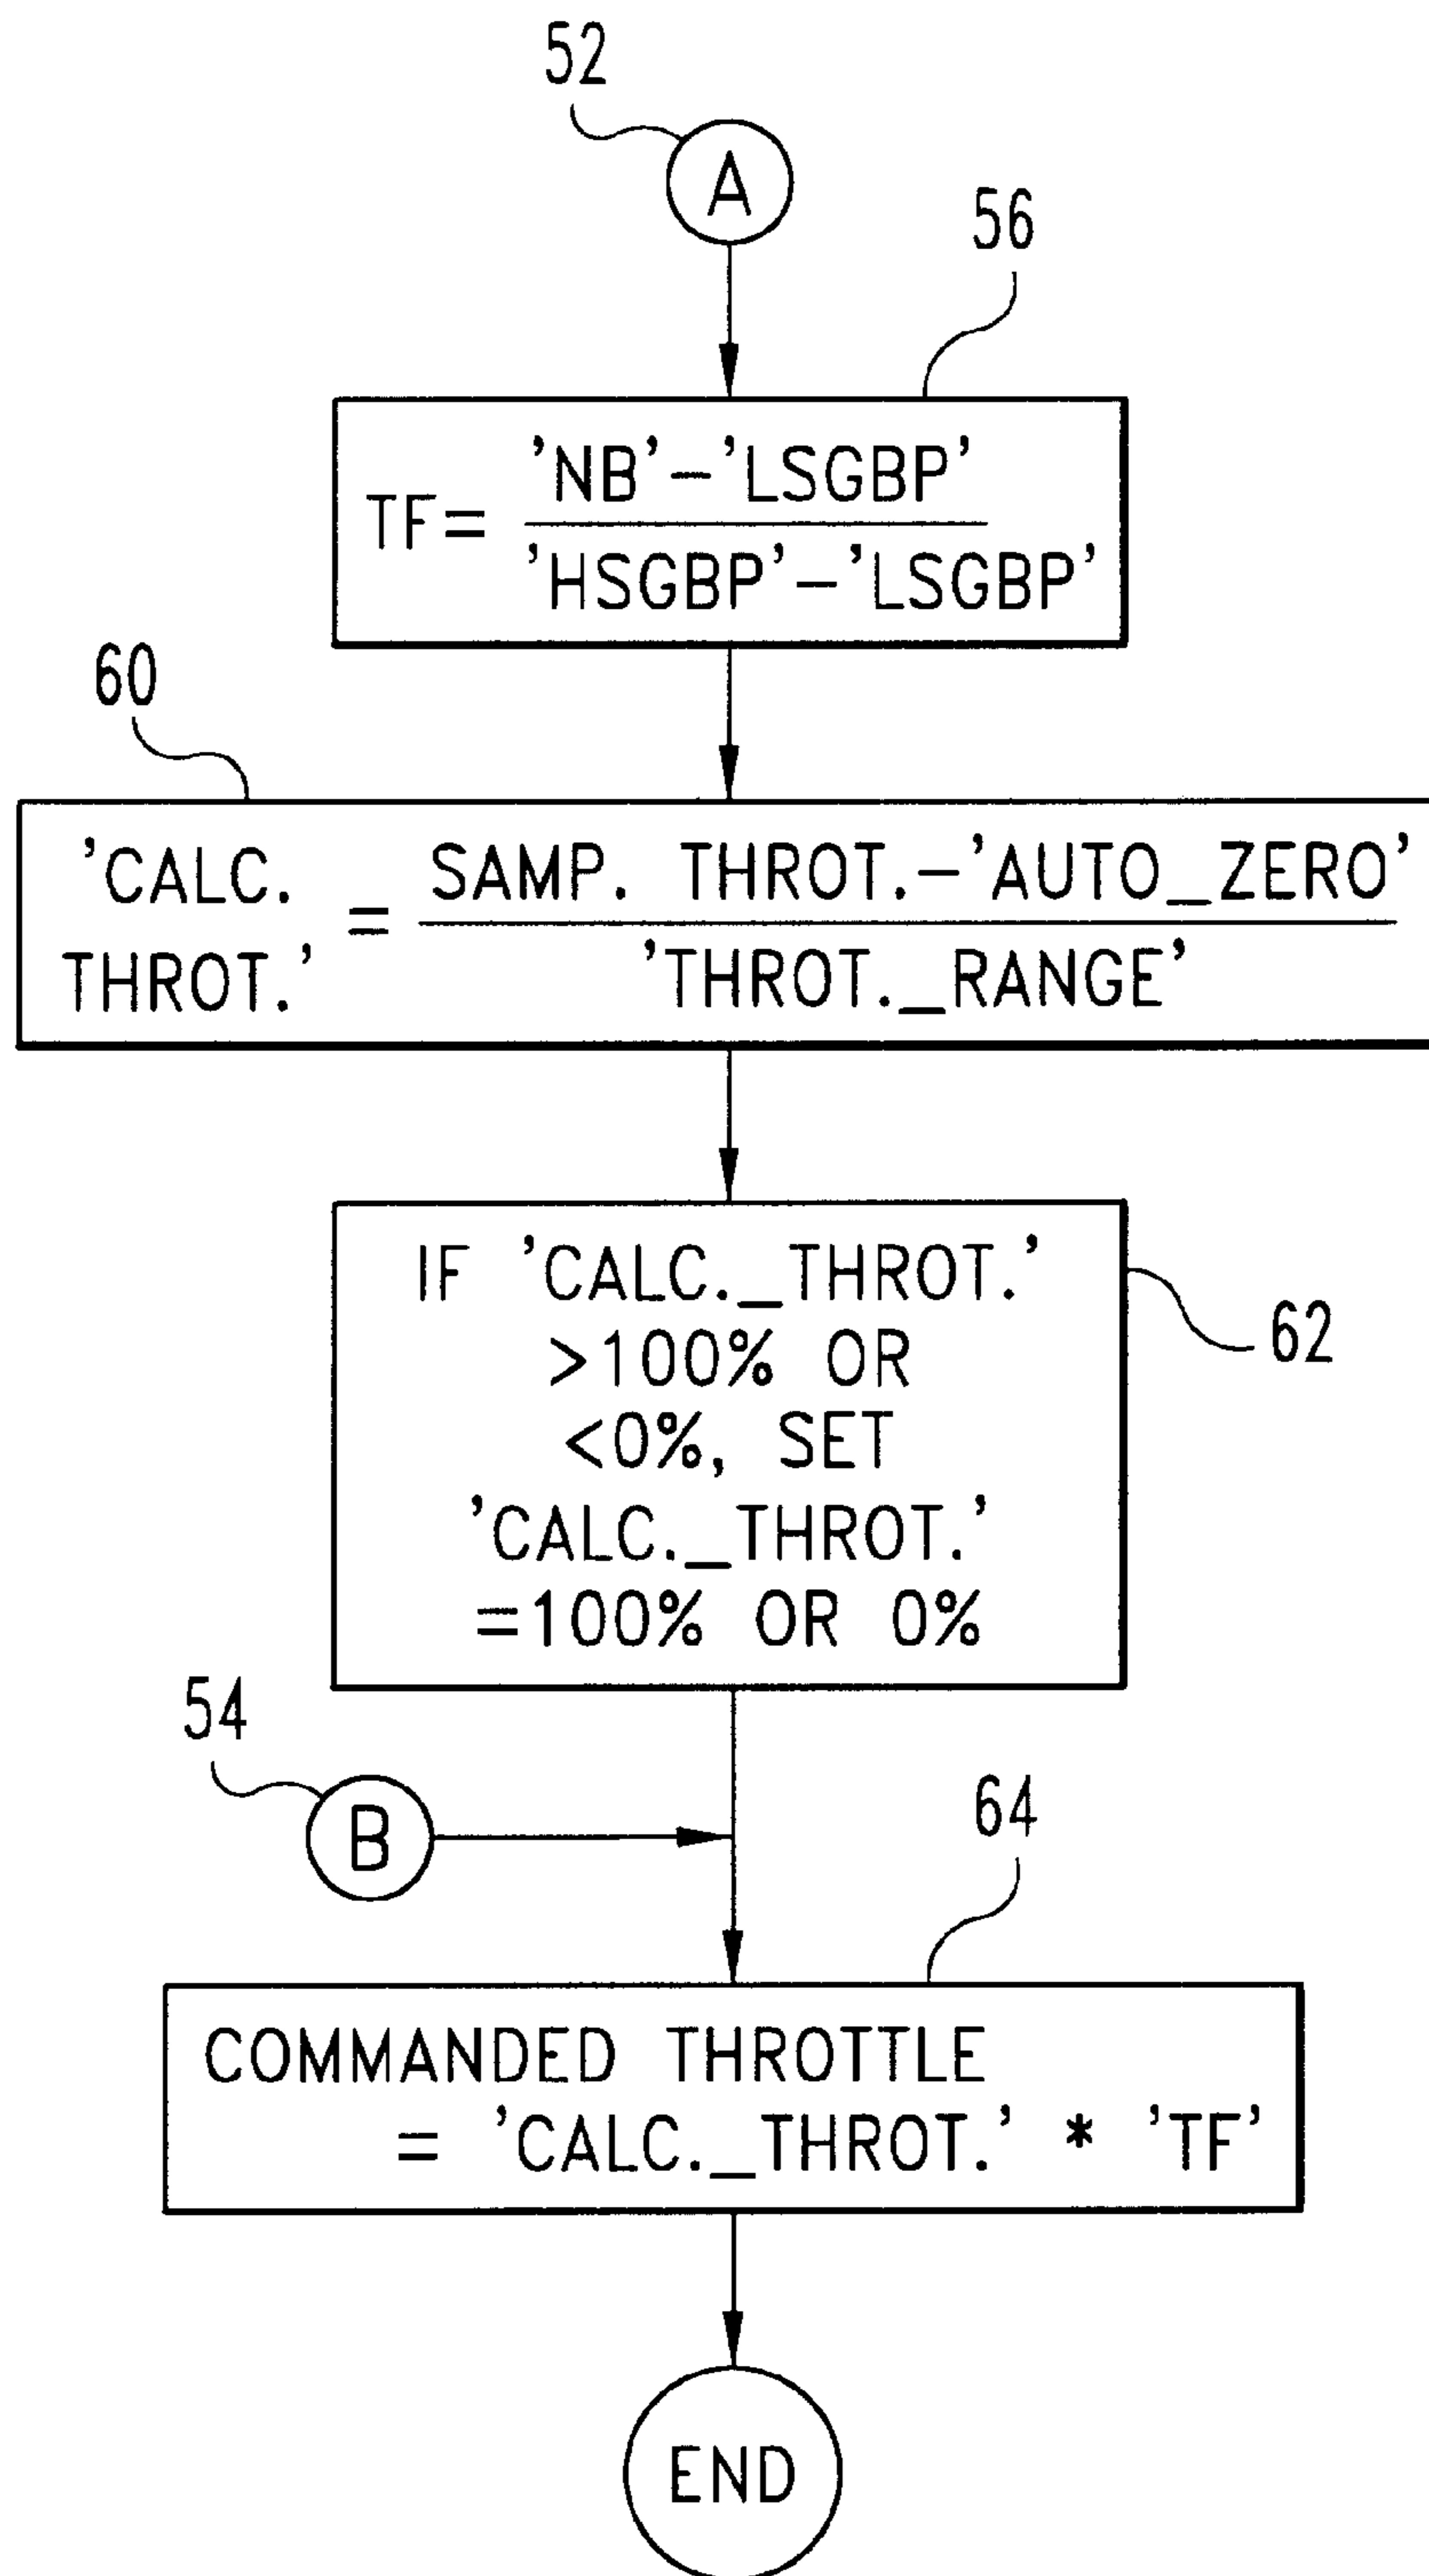 52
A
56
TF= 'NB'-'LSGBP'
'HSGBP'-'LSGBP'
60
'CALC. THROT.' = SAMP. THROT.-'AUTO_ZERO'
'THROT._RANGE'
IF 'CALC._THROT.'
>100% OR
<0%, SET
'CALC._THROT.'
=100% OR 0%
62
54
B
64
COMMANDED THROTTLE
= 'CALC._THROT.' * 'TF'
END